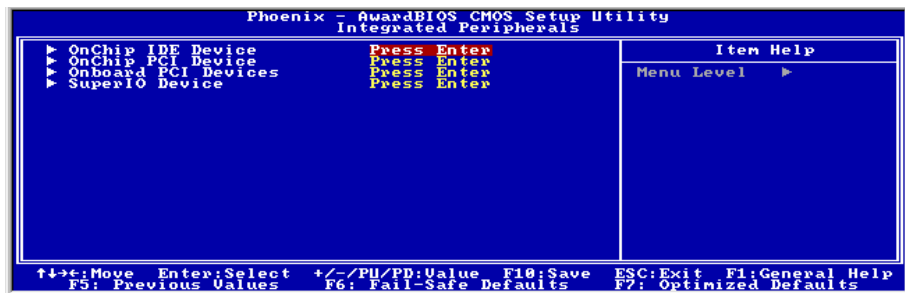 Phoenix - AwardBIOS CMOS Setup Utility
Integrated Peripherals
► OnChip IDE Device Press Enter Item Help
► OnChip PCI Device Press Enter
► Onboard PCI Devices Press Enter Menu Level ►
► SuperIO Device Press Enter
↑↓→←:Move Enter:Select +/-/PU/PD:Value F10:Save ESC:Exit F1:General Help
F5: Previous Values F6: Fail-Safe Defaults F7: Optimized Defaults